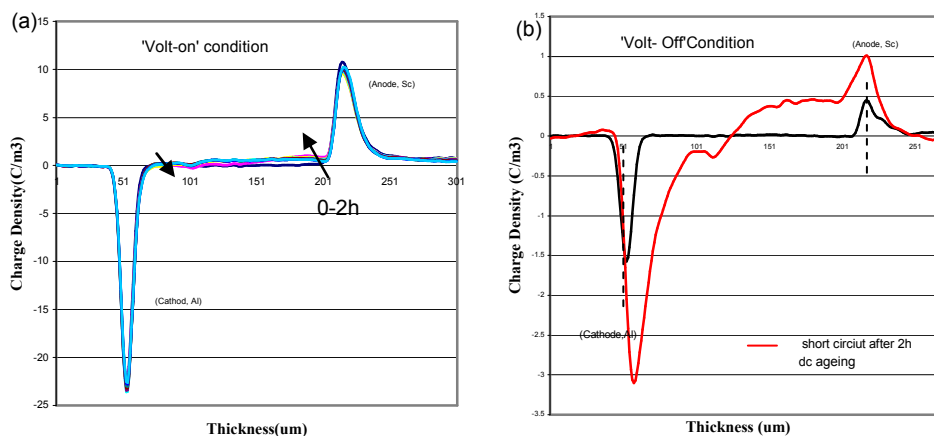 (a)
'Volt-on' condition
(Anode, Sc)
0-2h
(Cathod, Al)
Charge Density(C/m3)
15
10
5
0
-5
-10
-15
-20
-25
1 51 101 151 201 251 301
Thickness(um)
(b)
'Volt- Off'Condition
(Anode, Sc)
(Cathode,Al)
short circiut after 2h
dc ageing
Charge Density (C/m3)
1.5
1
0.5
0
-0.5
-1
-1.5
-2
-2.5
-3
-3.5
1 51 101 151 201 251
Thickness (um)